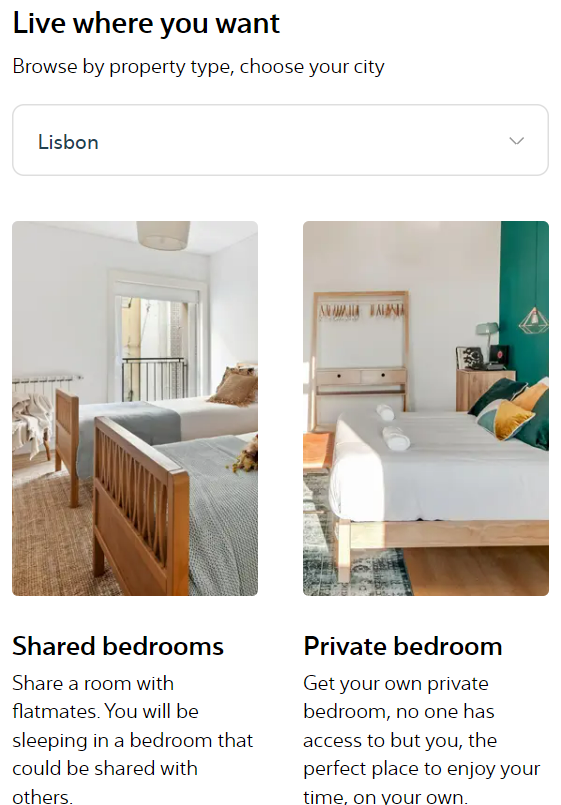 Live where you want
Browse by property type, choose your city
Lisbon
Shared bedrooms
Share a room with
flatmates. You will be
sleeping in a bedroom that
could be shared with
others.
Private bedroom
Get your own private
bedroom, no one has
access to but you, the
perfect place to enjoy your
time, on your own.